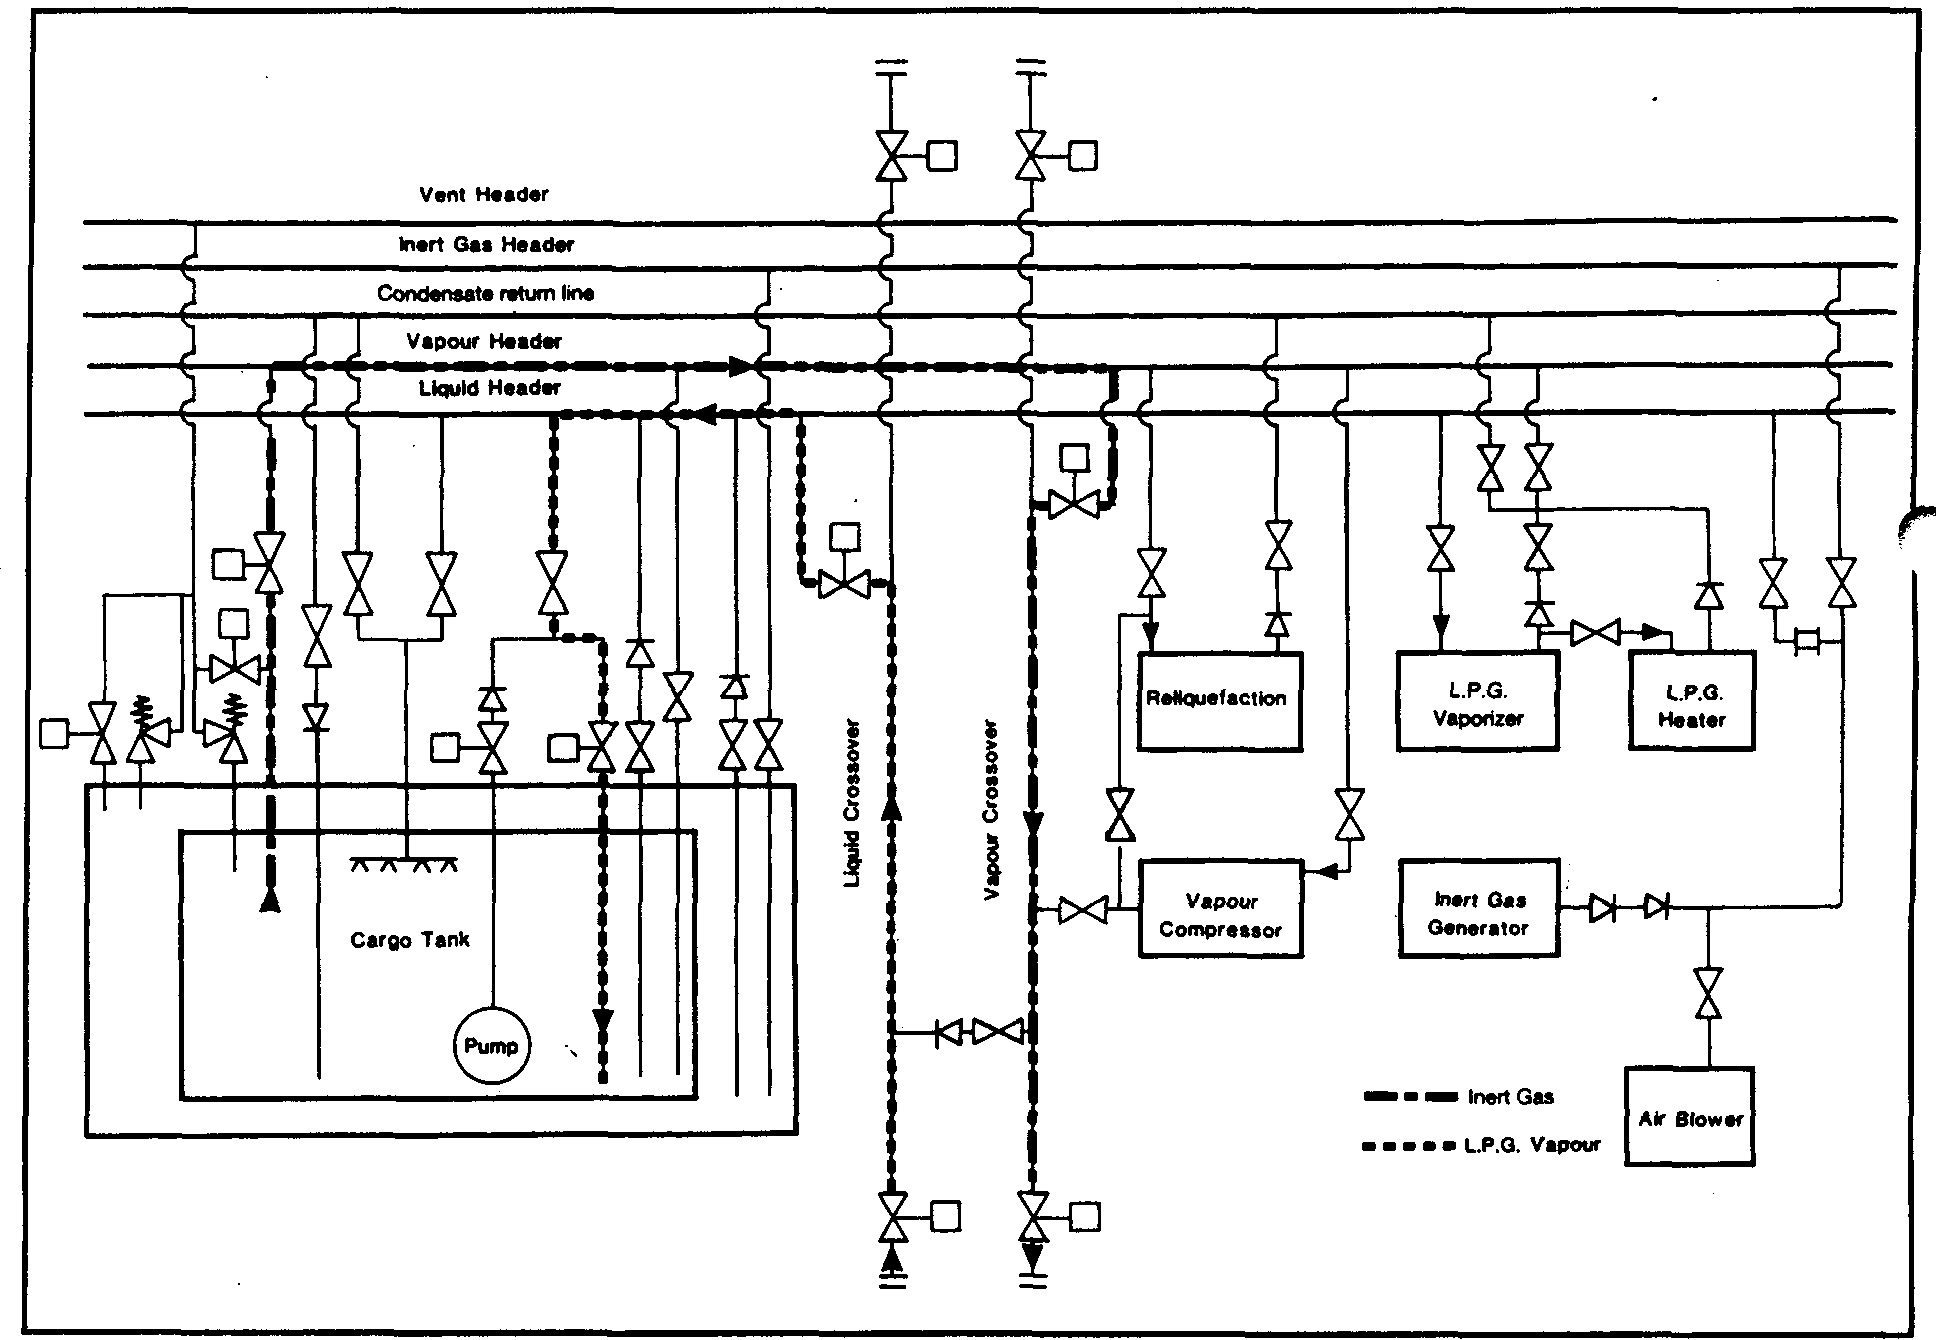 Vent Header
Inert Gas Header
Condensate return line
Vapour Header
Liquid Header
Reliquefaction
L.P.G.
Vaporizer
L.P.G.
Heater
Liquid Crossover
Vapour Crossover
Vapour
Compressor
Inert Gas
Generator
Cargo Tank
Pump
Inert Gas
L.P.G. Vapour
Air Blower